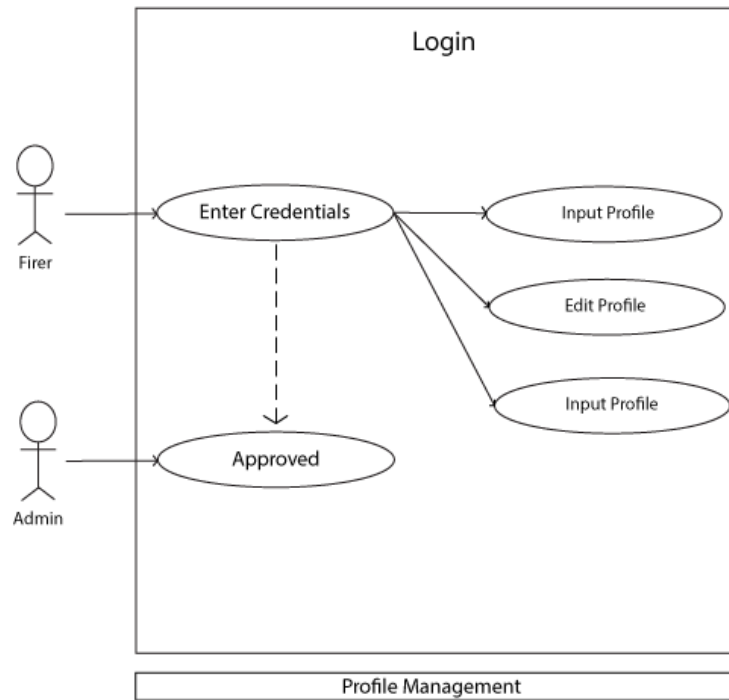 Login
Enter Credentials
Input Profile
Firer
Edit Profile
Input Profile
Approved
Admin
Profile Management